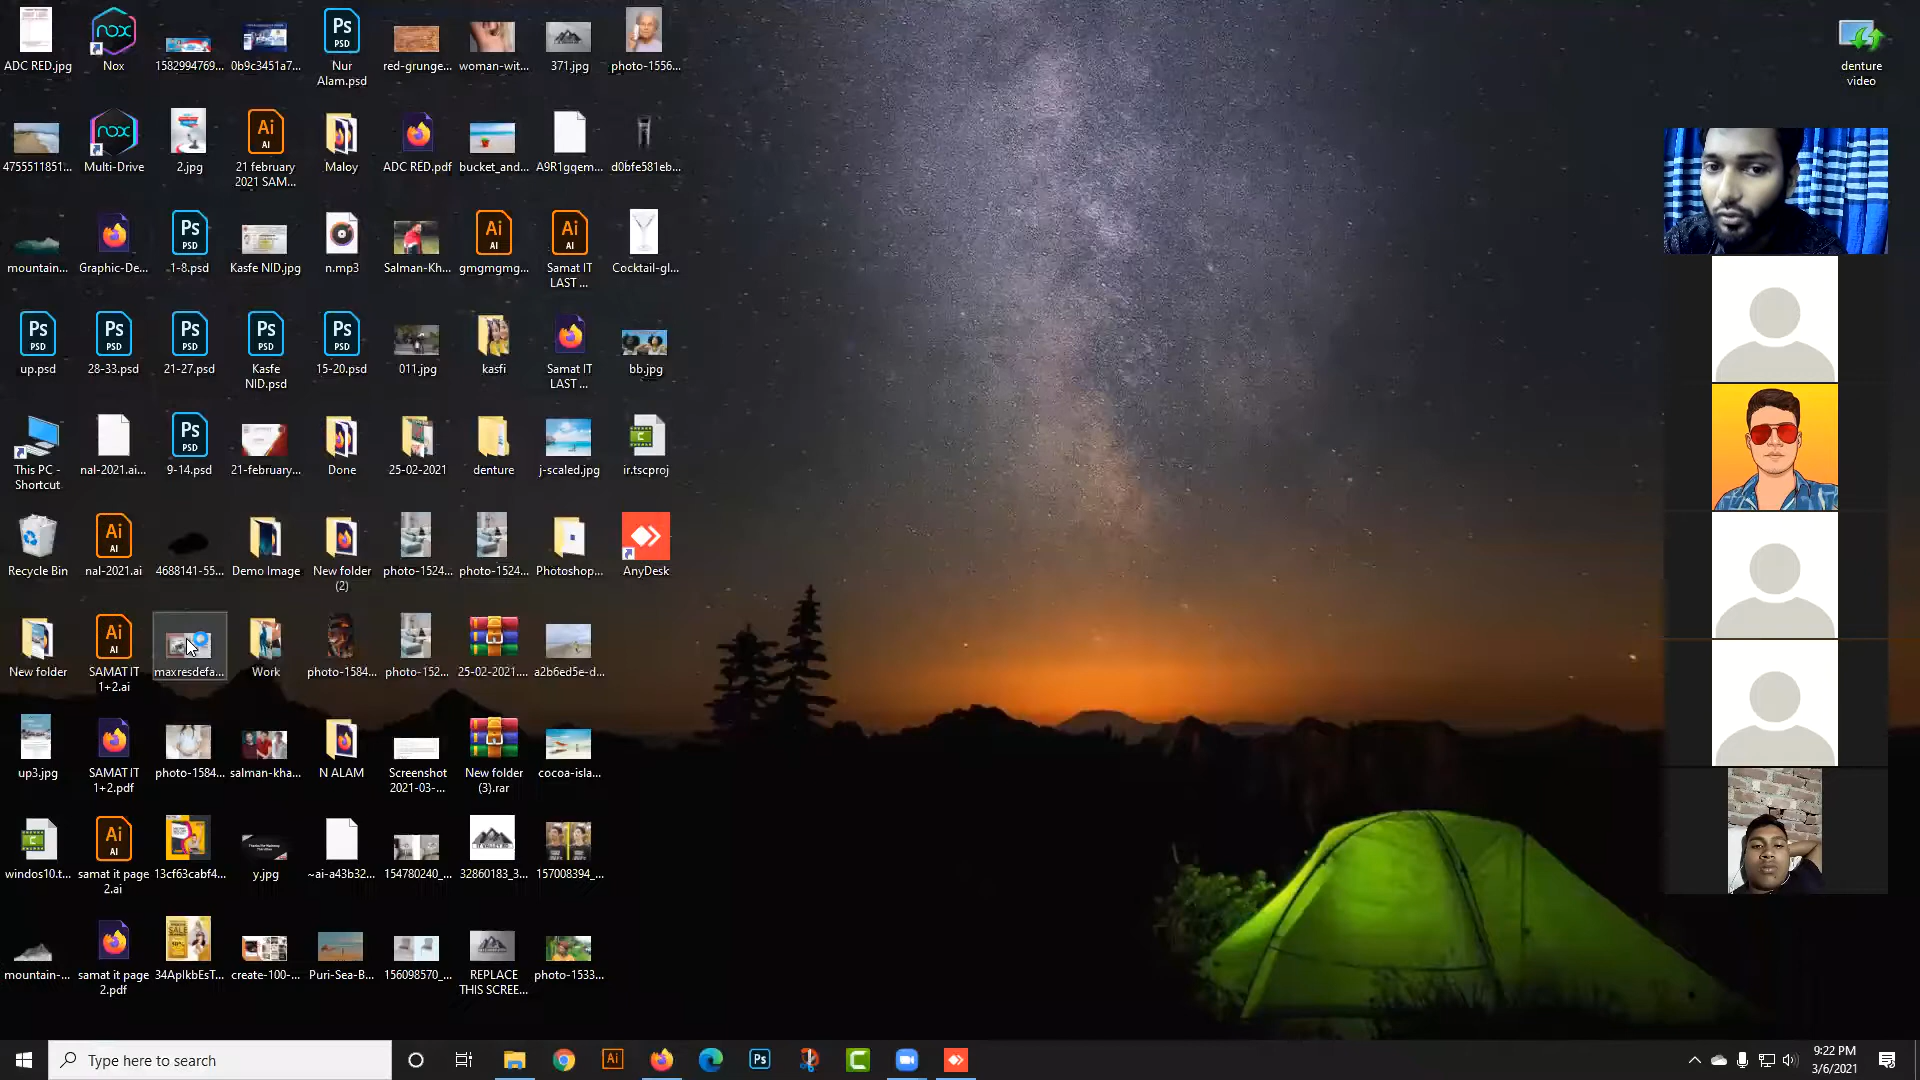 ADC RED.jpg
Nox
1582994769...
0b9c3451a7...
Nur
Alam.psd
red-grunge...
woman-wit...
371.jpg
photo-1556...
denture
video
4755511851...
Multi-Drive
2.jpg
21 february
2021 SAM...
Maloy
ADC RED.pdf
bucket_and...
A9R1gqem...
d0bfe581eb...
mountain...
Graphic-De...
1-8.psd
Kasfe NID.jpg
n.mp3
Salman-Kh...
gmgmgmg...
Samat IT
LAST ...
Cocktail-gl...
up.psd
28-33.psd
21-27.psd
Kasfe
NID.psd
15-20.psd
011.jpg
kasfi
Samat IT
LAST ...
bb.jpg
This PC -
Shortcut
nal-2021.ai...
9-14.psd
21-february...
Done
25-02-2021
denture
j-scaled.jpg
ir.tscproj
Recycle Bin
nal-2021.ai
4688141-55...
Demo Image
New folder
(2)
photo-1524...
photo-1524...
Photoshop...
AnyDesk
New folder
SAMAT IT
1+2.ai
maxresdefa...
Work
photo-1584...
photo-152...
25-02-2021....
a2b6ed5e-d...
up3.jpg
SAMAT IT
1+2.pdf
photo-1584...
salman-kha...
N ALAM
Screenshot
2021-03-...
New folder
(3).rar
cocoa-isla...
windos10.t...
samat it page
2.ai
13cf63cabf4...
y.jpg
~ai-a43b32...
154780240_...
32860183_3...
157008394_...
mountain-...
samat it page
2.pdf
34AplkbEsT...
create-100-...
Puri-Sea-B...
156098570_...
REPLACE
THIS SCREE...
photo-1533...
Type here to search
9:22 PM
3/6/2021